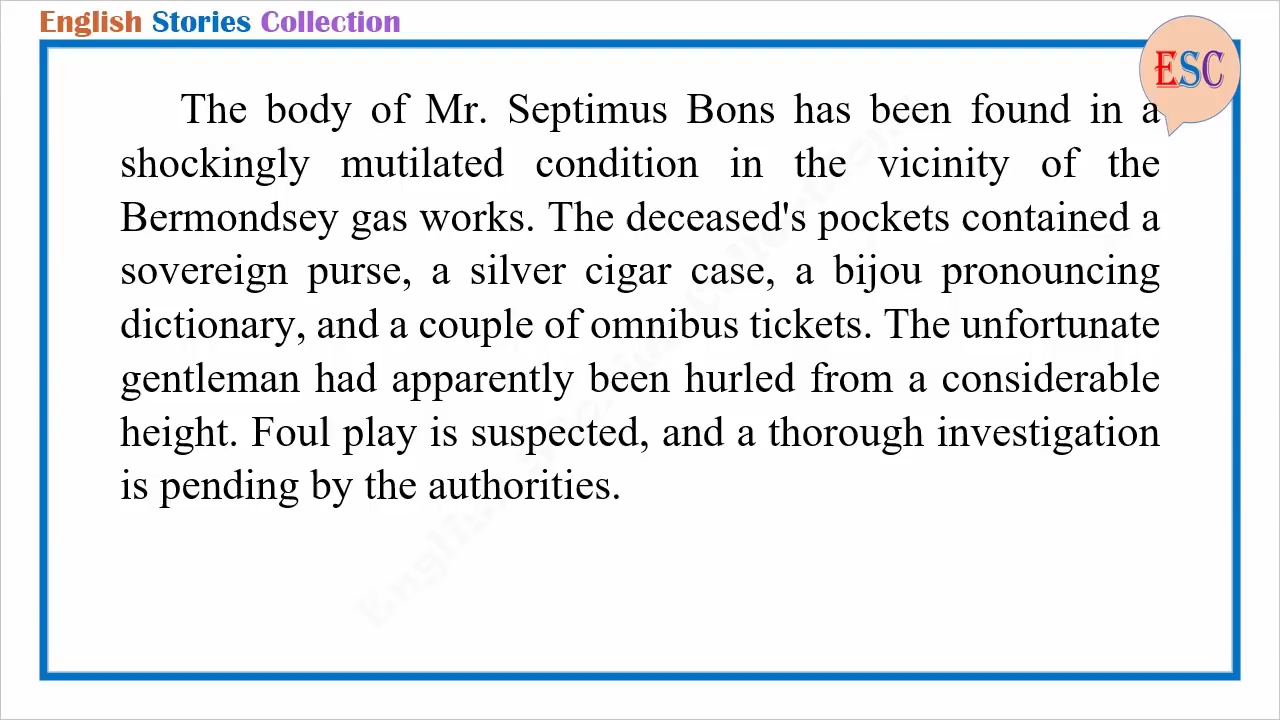 English Stories Collection
ESC
The body of Mr. Septimus Bons has been found in a
shockingly mutilated condition in the vicinity of the
Bermondsey gas works. The deceased's pockets contained a
sovereign purse, a silver cigar case, a bijou pronouncing
dictionary, and a couple of omnibus tickets. The unfortunate
gentleman had apparently been hurled from a considerable
height. Foul play is suspected, and a thorough investigation
is pending by the authorities.